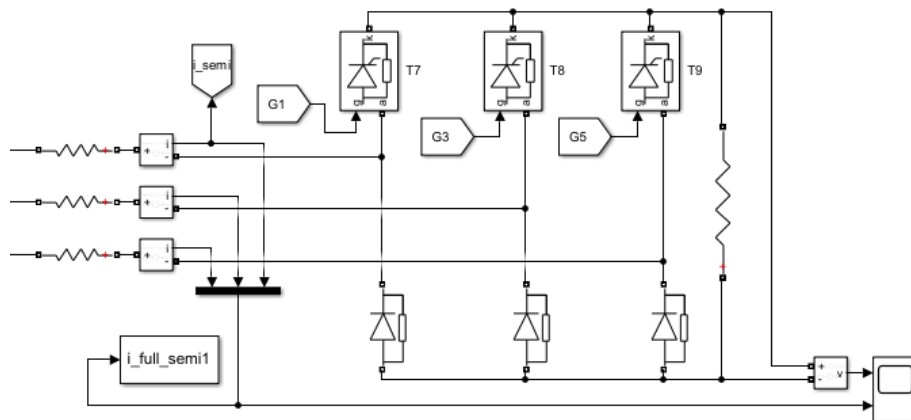 i_semi
G1
k
g
a
T7
G3
k
g
a
T8
G5
k
g
a
T9
+
i
-
+
i
-
+
i
-
i_full_semi1
+
-
v